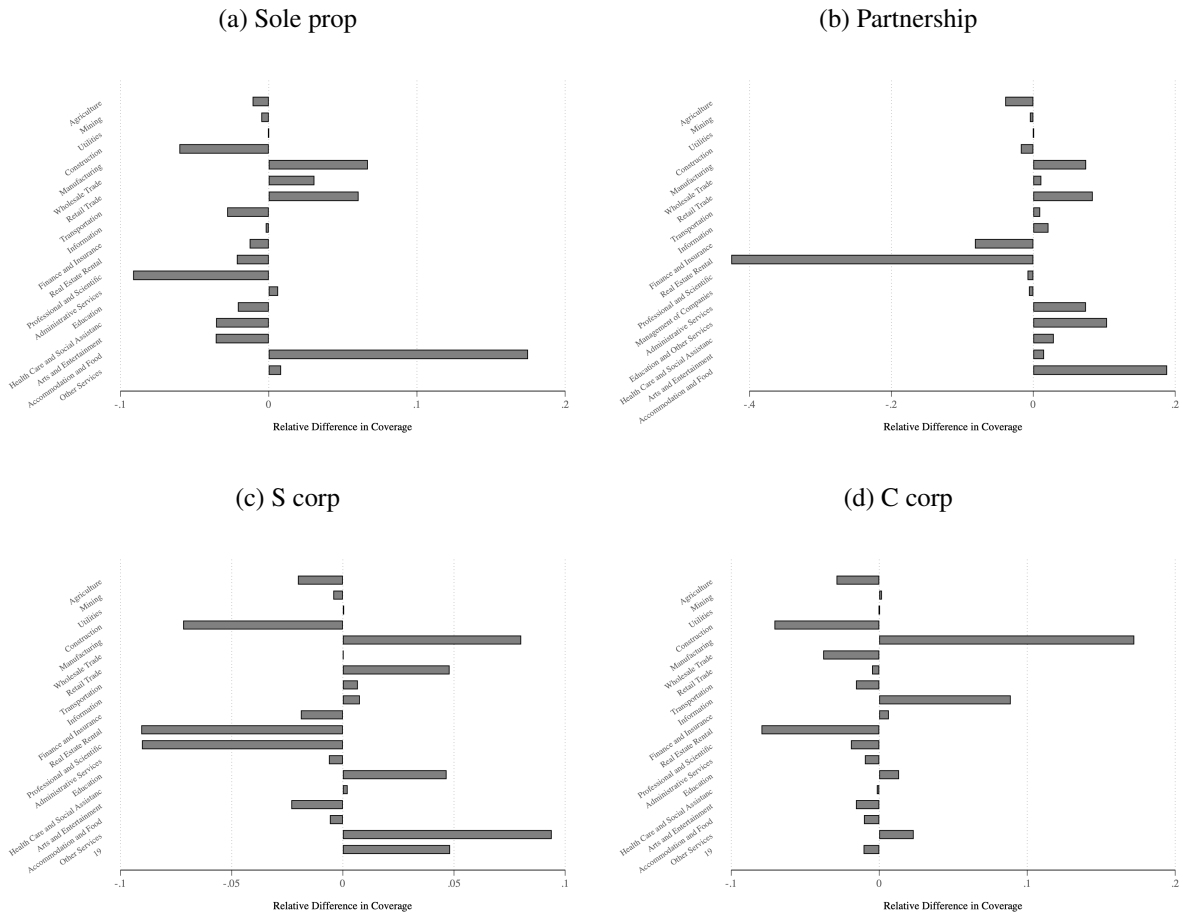 (a) Sole prop
Agriculture
Mining
Utilities
Construction
Manufacturing
Wholesale Trade
Retail Trade
Transportation
Information
Finance and Insurance
Real Estate Rental
Professional and Scientific
Administrative Services
Education
Health Care and Social Assistanc
Arts and Entertainment
Accommodation and Food
Other Services
-.1 0 .1 .2
Relative Difference in Coverage
(b) Partnership
Agriculture
Mining
Utilities
Construction
Manufacturing
Wholesale Trade
Retail Trade
Transportation
Information
Finance and Insurance
Real Estate Rental
Professional and Scientific
Management of Companies
Administrative Services
Education and Other Services
Health Care and Social Assistanc
Arts and Entertainment
Accommodation and Food
-.4 -.2 0 .2
Relative Difference in Coverage
(c) S corp
Agriculture
Mining
Utilities
Construction
Manufacturing
Wholesale Trade
Retail Trade
Transportation
Information
Finance and Insurance
Real Estate Rental
Professional and Scientific
Administrative Services
Education
Health Care and Social Assistanc
Arts and Entertainment
Accommodation and Food
Other Services
19
-.1 -.05 0 .05 .1
Relative Difference in Coverage
(d) C corp
Agriculture
Mining
Utilities
Construction
Manufacturing
Wholesale Trade
Retail Trade
Transportation
Information
Finance and Insurance
Real Estate Rental
Professional and Scientific
Administrative Services
Education
Health Care and Social Assistanc
Arts and Entertainment
Accommodation and Food
Other Services
19
-.1 0 .1 .2
Relative Difference in Coverage